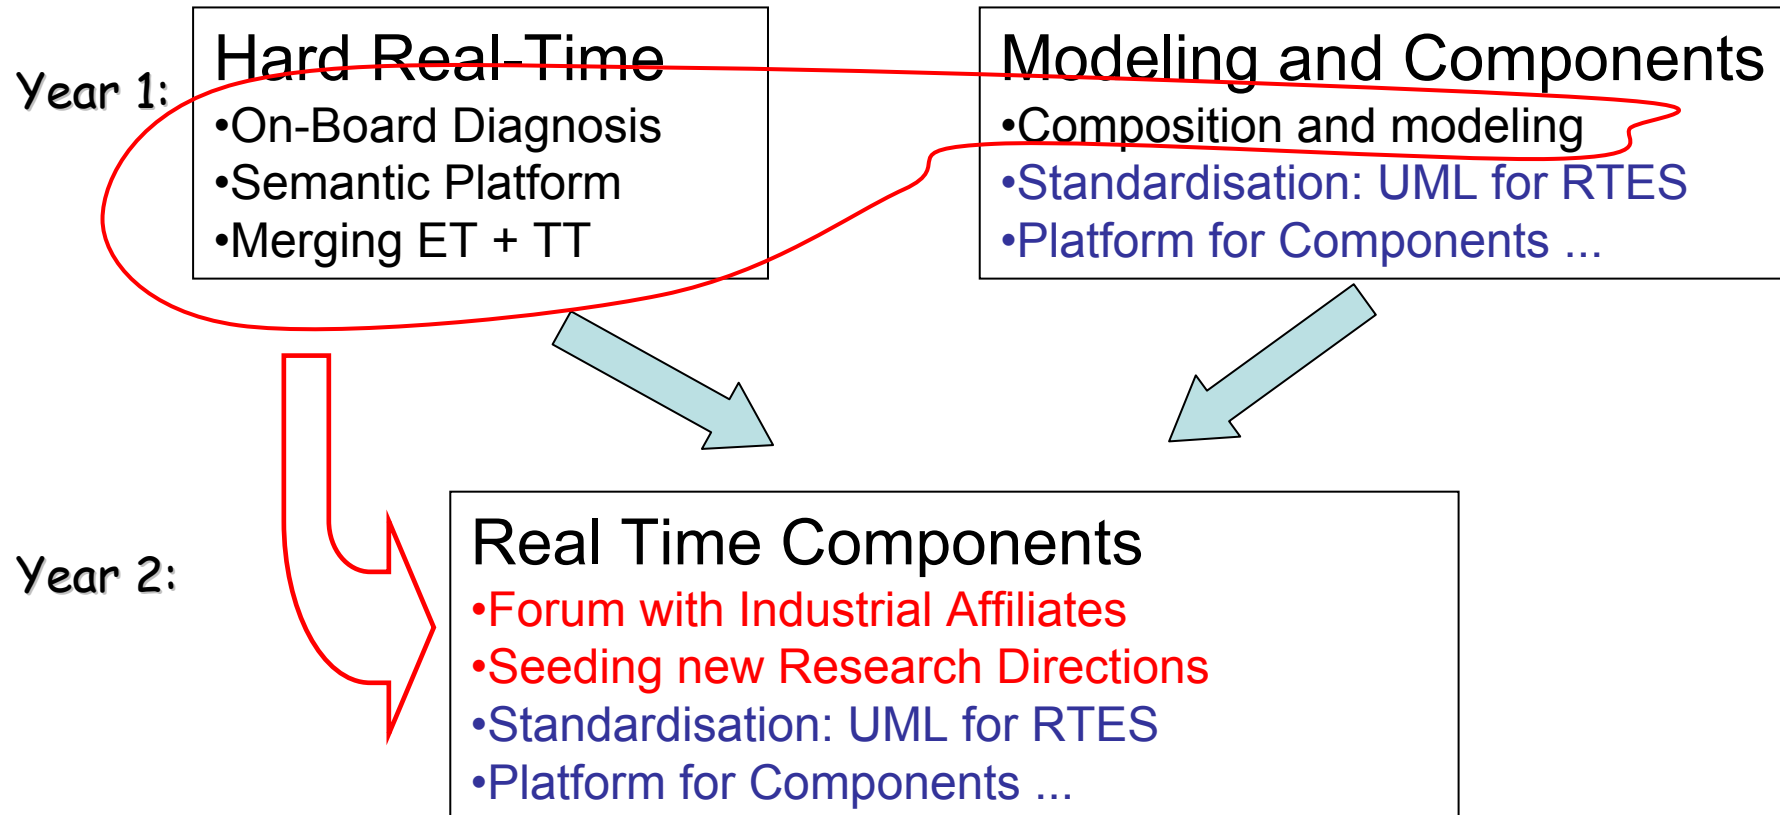 Year 1:
Hard Real-Time
•On-Board Diagnosis
•Semantic Platform
•Merging ET + TT
Modeling and Components
•Composition and modeling
•Standardisation: UML for RTES
•Platform for Components ...
Year 2:
Real Time Components
•Forum with Industrial Affiliates
•Seeding new Research Directions
•Standardisation: UML for RTES
•Platform for Components ...